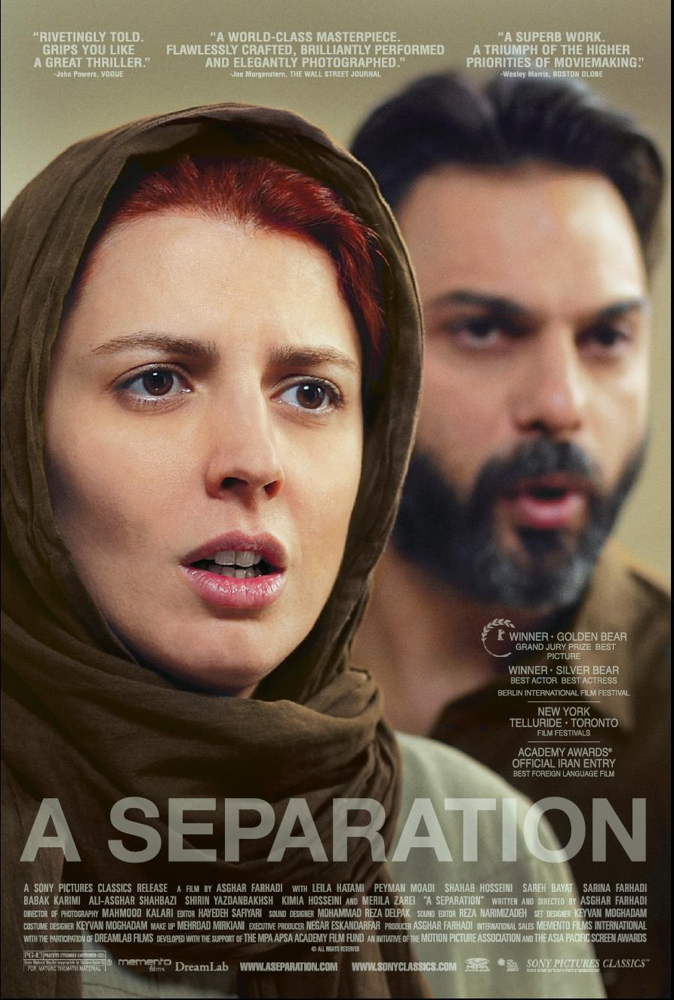 “RIVETINGLY TOLD.
GRIPS YOU LIKE
A GREAT THRILLER.”
-John Powers, VOGUE
“A WORLD-CLASS MASTERPIECE.
FLAWLESSLY CRAFTED, BRILLIANTLY PERFORMED
AND ELEGANTLY PHOTOGRAPHED.”
-Joe Morgenstern, THE WALL STREET JOURNAL
“A SUPERB WORK.
A TRIUMPH OF THE HIGHER
PRIORITIES OF MOVIEMAKING.”
-Wesley Morris, BOSTON GLOBE
WINNER · GOLDEN BEAR
GRAND JURY PRIZE BEST
PICTURE
WINNER · SILVER BEAR
BEST ACTOR BEST ACTRESS
BERLIN INTERNATIONAL FILM FESTIVAL
NEW YORK
TELLURIDE · TORONTO
FILM FESTIVALS
ACADEMY AWARDS®
OFFICIAL IRAN ENTRY
BEST FOREIGN LANGUAGE FILM
A SEPARATION
A SONY PICTURES CLASSICS RELEASE A FILM BY ASGHAR FARHADI WITH LEILA HATAMI PEYMAN MOADI SHAHAB HOSSEINI SAREH BAYAT SARINA FARHADI
BABAK KARIMI ALI-ASGHAR SHAHBAZI SHIRIN YAZDANBAKHSH KIMIA HOSSEINI AND MERILA ZAREI "A SEPARATION" WRITTEN AND DIRECTED BY ASGHAR FARHADI
DIRECTOR OF PHOTOGRAPHY MAHMOOD KALARI EDITOR HAYEDEH SAFIYARI SOUND DESIGNER MOHAMMAD REZA DELPAK SOUND EDITOR REZA NARIMIZADEH SET DESIGNER KEYVAN MOGHADAM
COSTUME DESIGNER KEYVAN MOGHADAM MAKE UP MEHRDAD MIRKIANI EXECUTIVE PRODUCER NEGAR ESKANDARFAR PRODUCER ASGHAR FARHADI INTERNATIONAL SALES MEMENTO FILMS INTERNATIONAL
WITH THE PARTICIPATION OF DREAMLAB FILMS DEVELOPED WITH THE SUPPORT OF THE MPA APSA ACADEMY FILM FUND AN INITIATIVE OF THE MOTION PICTURE ASSOCIATION AND THE ASIA PACIFIC SCREEN AWARDS
© ALL RIGHTS RESERVED
PG-13 PARENTS STRONGLY CAUTIONED
Some Material May Be Inappropriate for Children Under 13
FOR MATURE THEMATIC MATERIAL
memento films
DreamLab
WWW.ASEPARATION.COM
WWW.SONYCLASSICS.COM
MPA
SONY PICTURES CLASSICS™